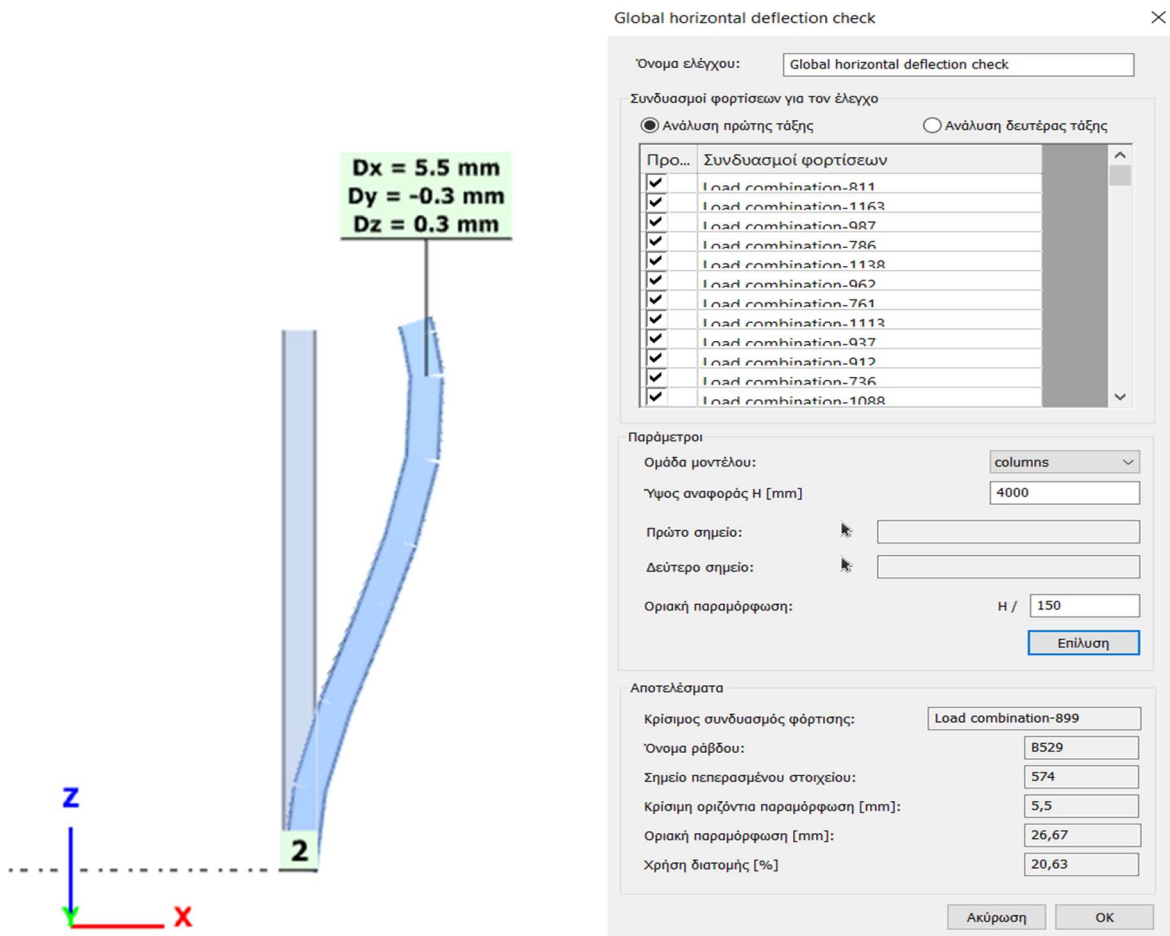 Dx = 5.5 mm
Dy = -0.3 mm
Dz = 0.3 mm
2
Z
Y
X
Global horizontal deflection check
Όνομα ελέγχου: Global horizontal deflection check
Συνδυασμοί φορτίσεων για τον έλεγχο
Ανάλυση πρώτης τάξης Ανάλυση δευτέρας τάξης
Προ... Συνδυασμοί φορτίσεων
Load combination-811
Load combination-1163
Load combination-987
Load combination-786
Load combination-1138
Load combination-962
Load combination-761
Load combination-1113
Load combination-937
Load combination-912
Load combination-736
Load combination-1088
Παράμετροι
Ομάδα μοντέλου: columns
Ύψος αναφοράς H [mm] 4000
Πρώτο σημείο:
Δεύτερο σημείο:
Οριακή παραμόρφωση: H / 150
Επίλυση
Αποτελέσματα
Κρίσιμος συνδυασμός φόρτισης: Load combination-899
Όνομα ράβδου: B529
Σημείο πεπερασμένου στοιχείου: 574
Κρίσιμη οριζόντια παραμόρφωση [mm]: 5,5
Οριακή παραμόρφωση [mm]: 26,67
Χρήση διατομής [%] 20,63
Ακύρωση OK